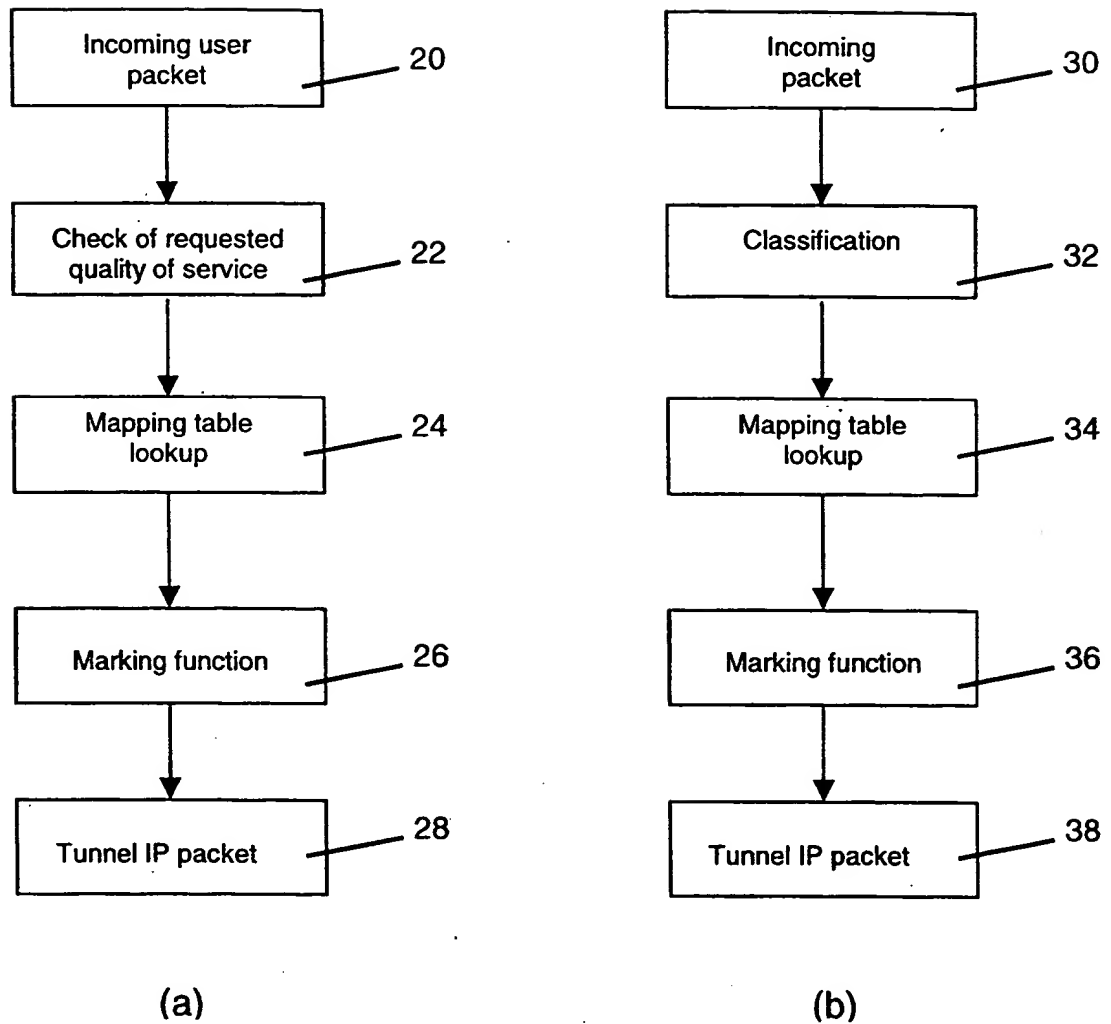 Incoming user
packet
20
Check of requested
quality of service
22
Mapping table
lookup
24
Marking function
26
Tunnel IP packet
28
(a)
Incoming
packet
30
Classification
32
Mapping table
lookup
34
Marking function
36
Tunnel IP packet
38
(b)